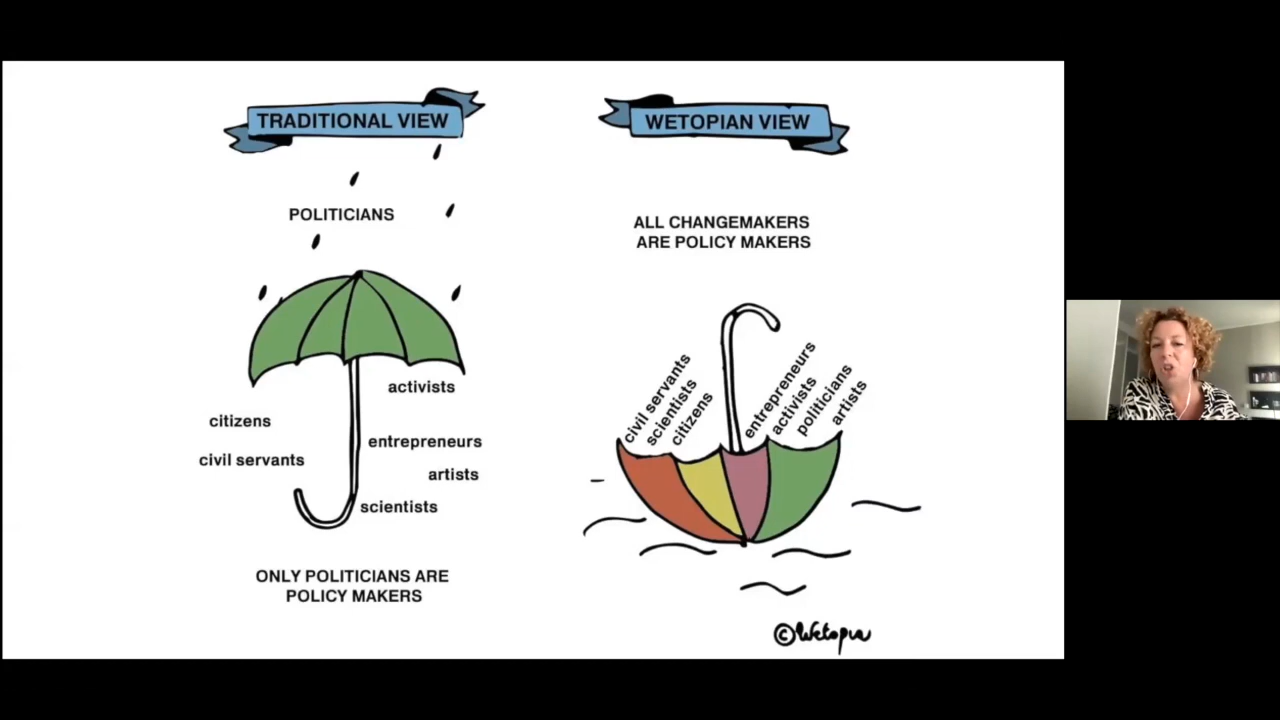 TRADITIONAL VIEW
POLITICIANS
activists
citizens
entrepreneurs
civil servants
artists
scientists
ONLY POLITICIANS ARE
POLICY MAKERS
WETOPIAN VIEW
ALL CHANGEMAKERS
ARE POLICY MAKERS
civil servants
scientists
citizens
entrepreneurs
activists
politicians
artists
©Wetopia